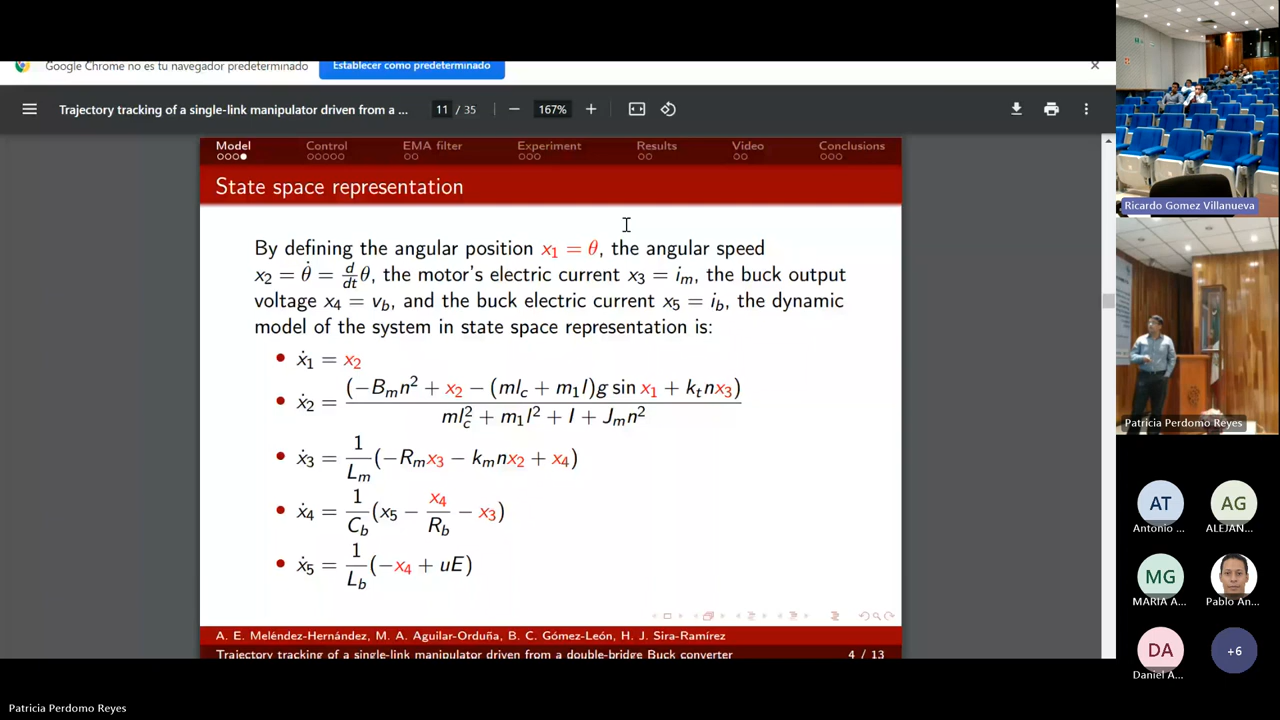 Google Chrome no es tu navegador predeterminado
Establecer como predeterminado
Trajectory tracking of a single-link manipulator driven from a ...
11 / 35
167%
Model
Control
EMA filter
Experiment
Results
Video
Conclusions
State space representation
By defining the angular position x₁ = θ, the angular speed
x₂ = θ̇ = d/dt θ, the motor's electric current x₃ = iₘ, the buck output
voltage x₄ = v_b, and the buck electric current x₅ = i_b, the dynamic
model of the system in state space representation is:
ẋ₁ = x₂
ẋ₂ = (−Bₘn² + x₂ − (ml_c + m₁l)g sin x₁ + kₜnx₃) / (ml_c² + m₁l² + I + Jₘn²)
ẋ₃ = 1/Lₘ (−Rₘx₃ − kₘnx₂ + x₄)
ẋ₄ = 1/C_b (x₅ − x₄/R_b − x₃)
ẋ₅ = 1/L_b (−x₄ + uE)
A. E. Meléndez-Hernández, M. A. Aguilar-Orduña, B. C. Gómez-León, H. J. Sira-Ramírez
Trajectory tracking of a single-link manipulator driven from a double-bridge Buck converter
4 / 13
Ricardo Gomez Villanueva
Patricia Perdomo Reyes
AT
Antonio ...
AG
ALEJAN...
MG
MARIA A...
Pablo An...
DA
Daniel A...
+6
Patricia Perdomo Reyes